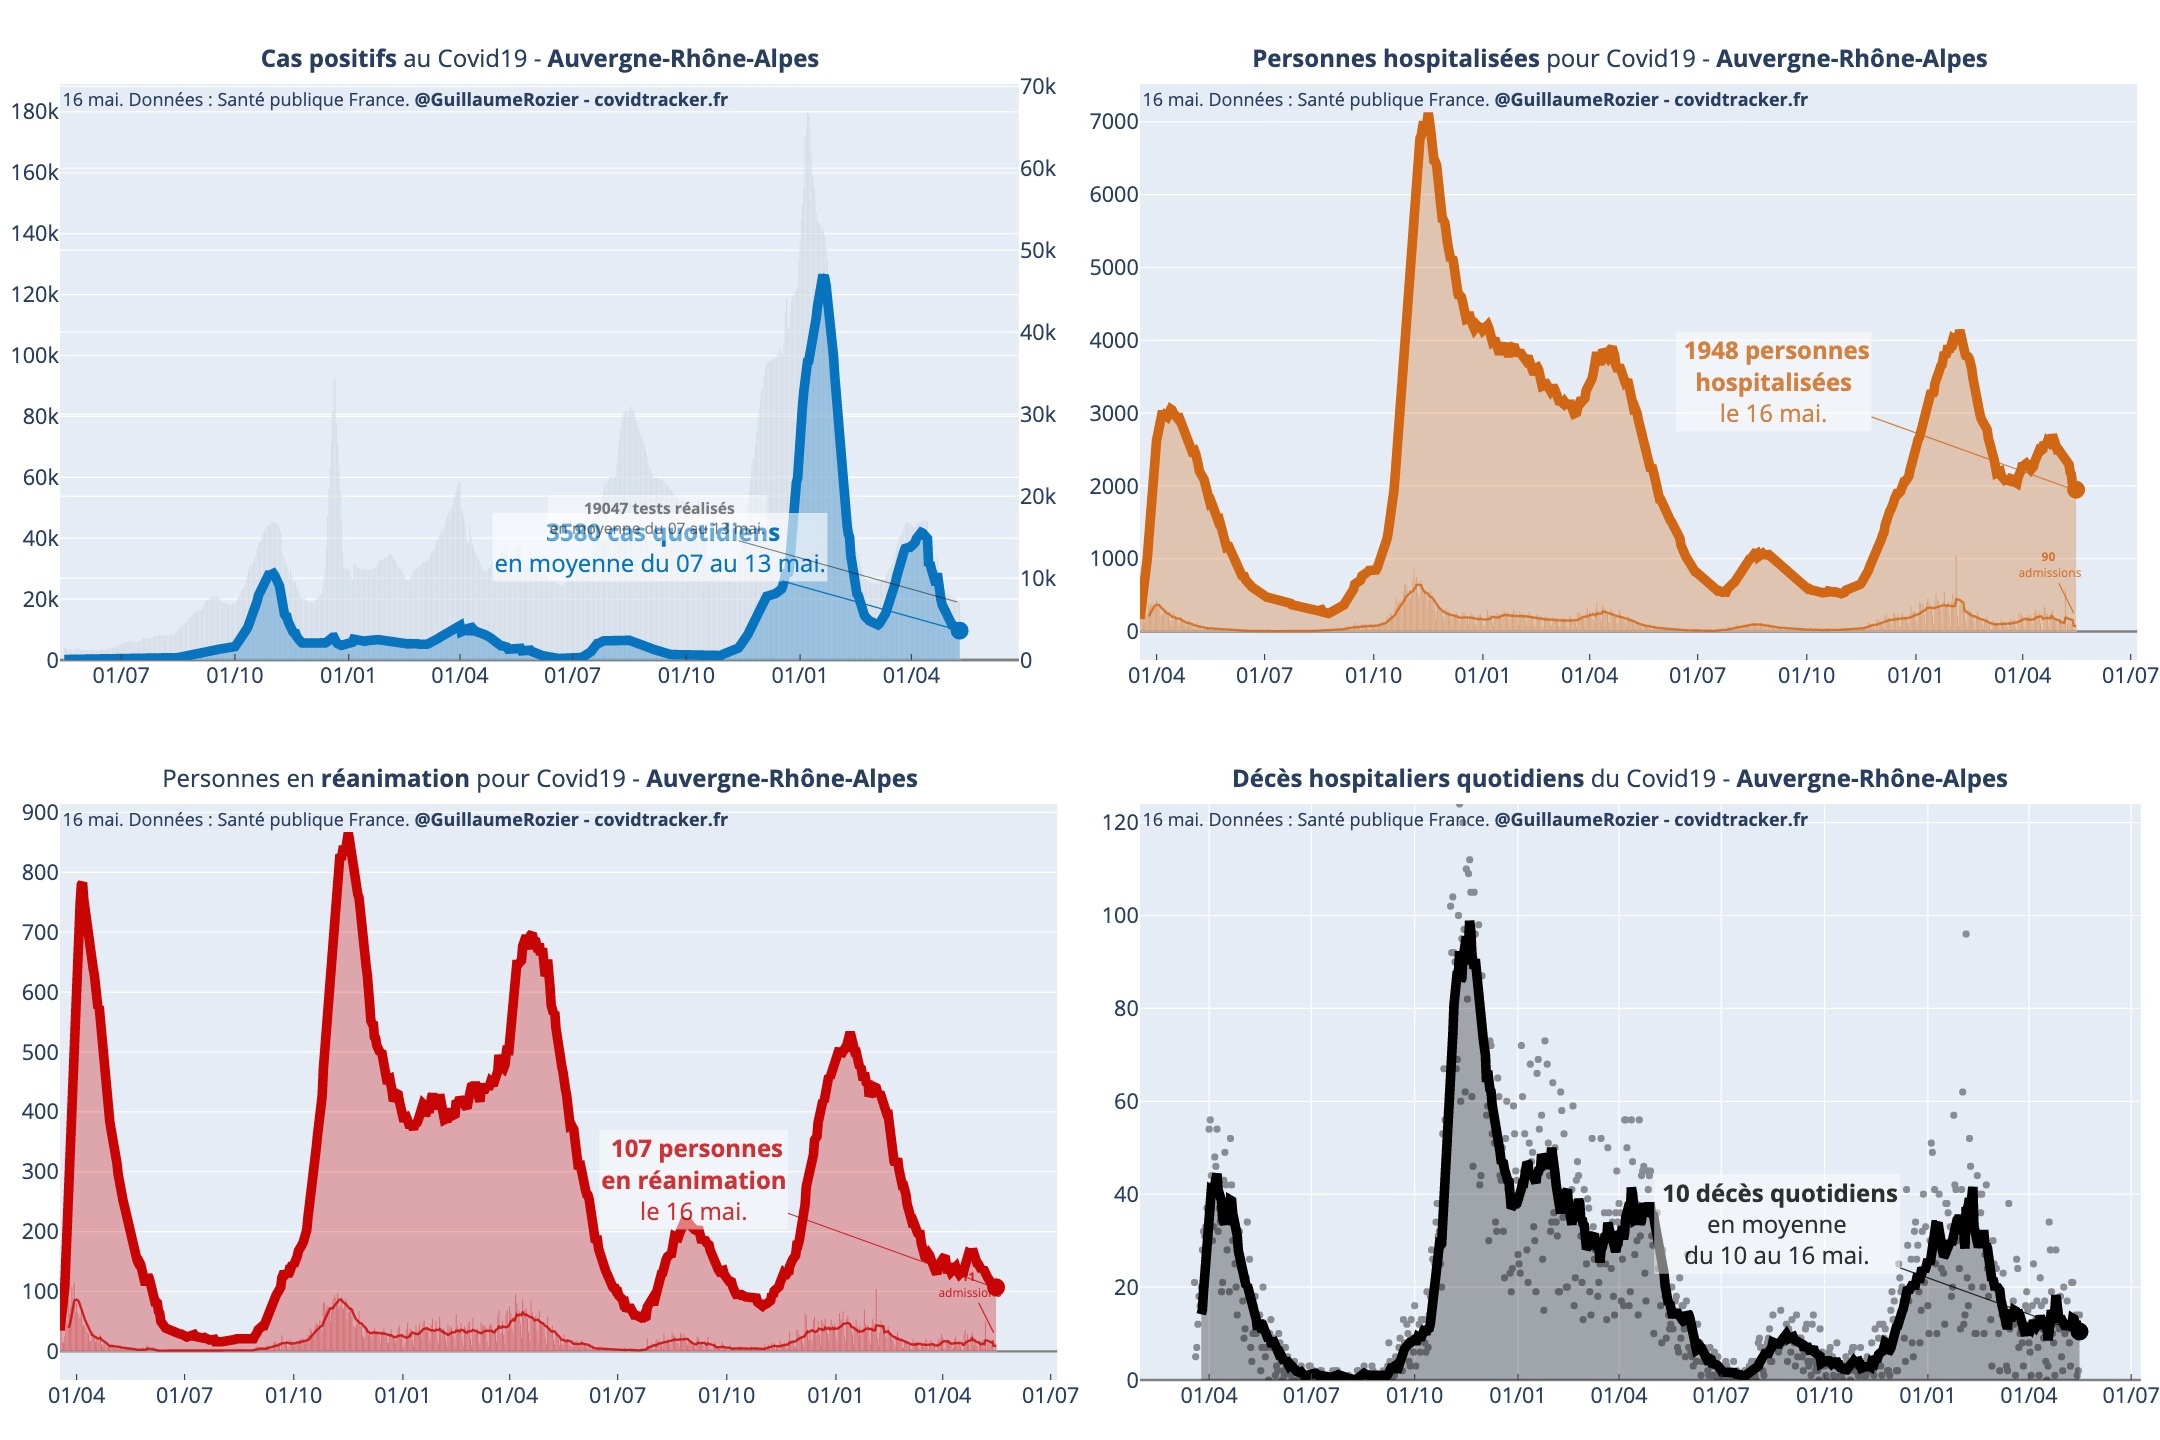 Cas positifs au Covid19 - Auvergne-Rhône-Alpes
16 mai. Données : Santé publique France. @GuillaumeRozier - covidtracker.fr
180k
160k
140k
120k
100k
80k
60k
40k
20k
0
70k
60k
50k
40k
30k
20k
10k
0
19047 tests réalisés
en moyenne du 07 au 13 mai.
3580 cas quotidiens
en moyenne du 07 au 13 mai.
01/07 01/10 01/01 01/04 01/07 01/10 01/01 01/04
Personnes hospitalisées pour Covid19 - Auvergne-Rhône-Alpes
16 mai. Données : Santé publique France. @GuillaumeRozier - covidtracker.fr
7000
6000
5000
4000
3000
2000
1000
0
1948 personnes
hospitalisées
le 16 mai.
90
admissions
01/04 01/07 01/10 01/01 01/04 01/07 01/10 01/01 01/04 01/07
Personnes en réanimation pour Covid19 - Auvergne-Rhône-Alpes
16 mai. Données : Santé publique France. @GuillaumeRozier - covidtracker.fr
900
800
700
600
500
400
300
200
100
0
107 personnes
en réanimation
le 16 mai.
admissions
01/04 01/07 01/10 01/01 01/04 01/07 01/10 01/01 01/04 01/07
Décès hospitaliers quotidiens du Covid19 - Auvergne-Rhône-Alpes
16 mai. Données : Santé publique France. @GuillaumeRozier - covidtracker.fr
120
100
80
60
40
20
0
10 décès quotidiens
en moyenne
du 10 au 16 mai.
01/04 01/07 01/10 01/01 01/04 01/07 01/10 01/01 01/04 01/07